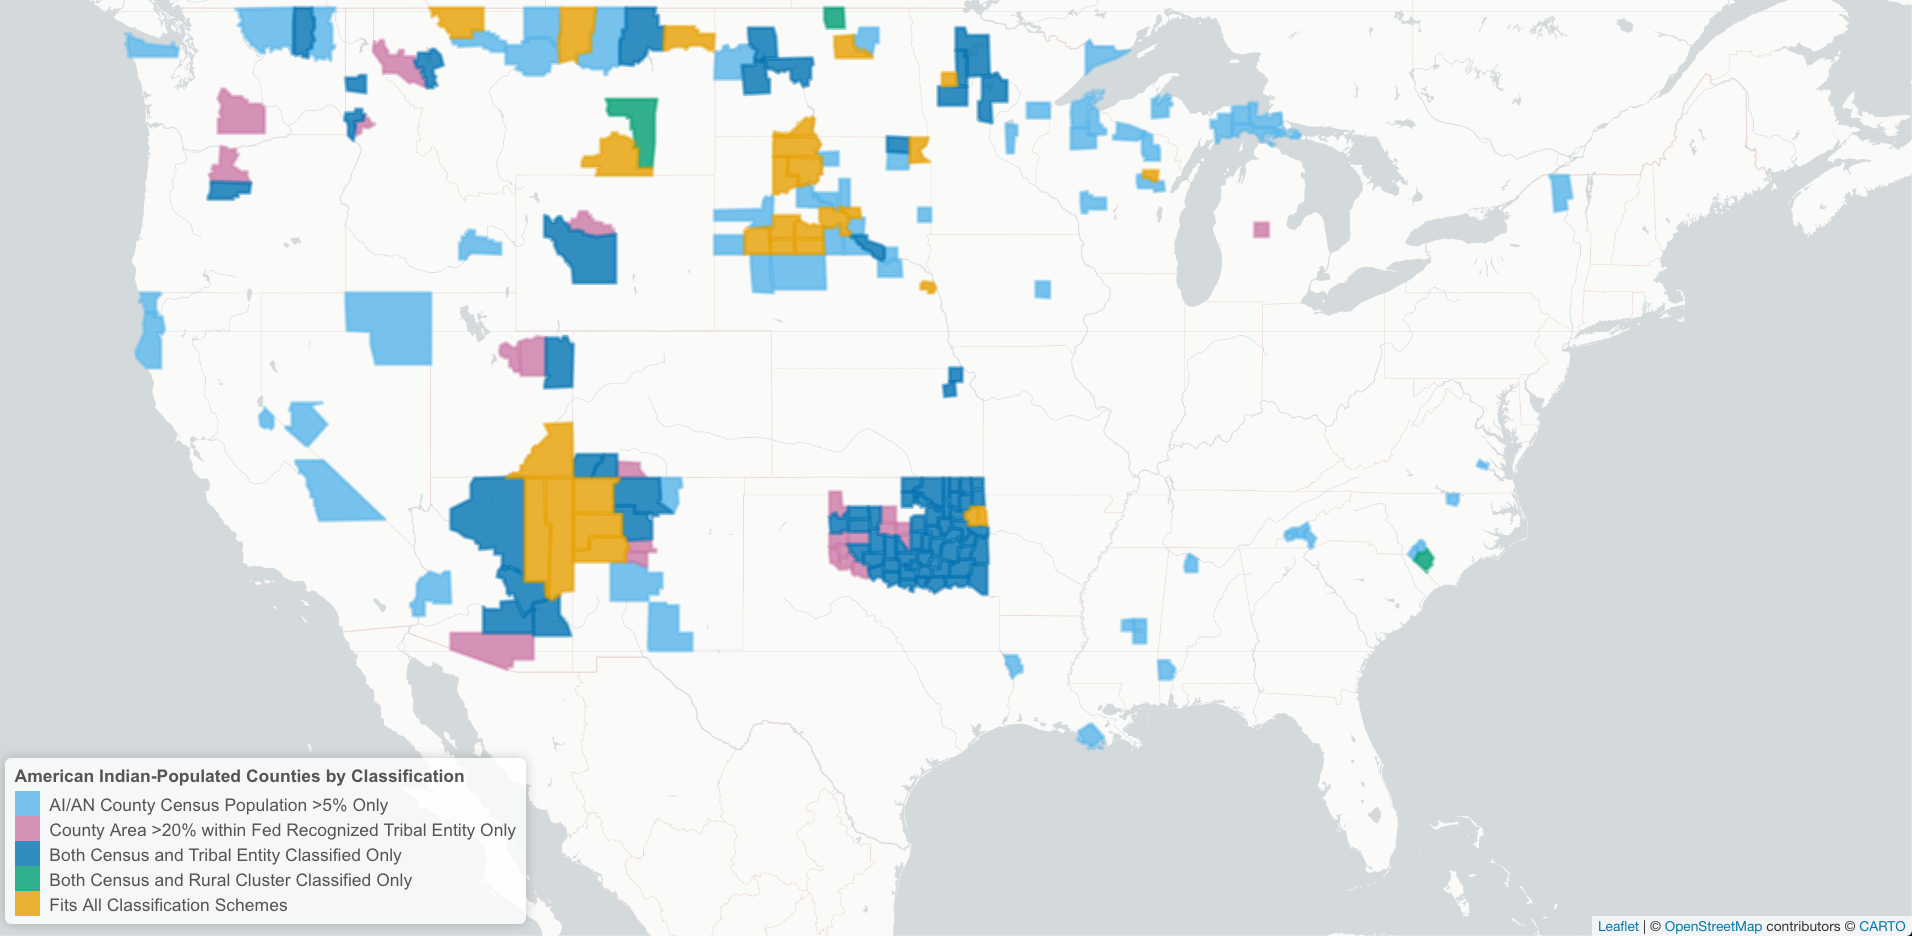 American Indian-Populated Counties by Classification
AI/AN County Census Population >5% Only
County Area >20% within Fed Recognized Tribal Entity Only
Both Census and Tribal Entity Classified Only
Both Census and Rural Cluster Classified Only
Fits All Classification Schemes
Leaflet | © OpenStreetMap contributors © CARTO